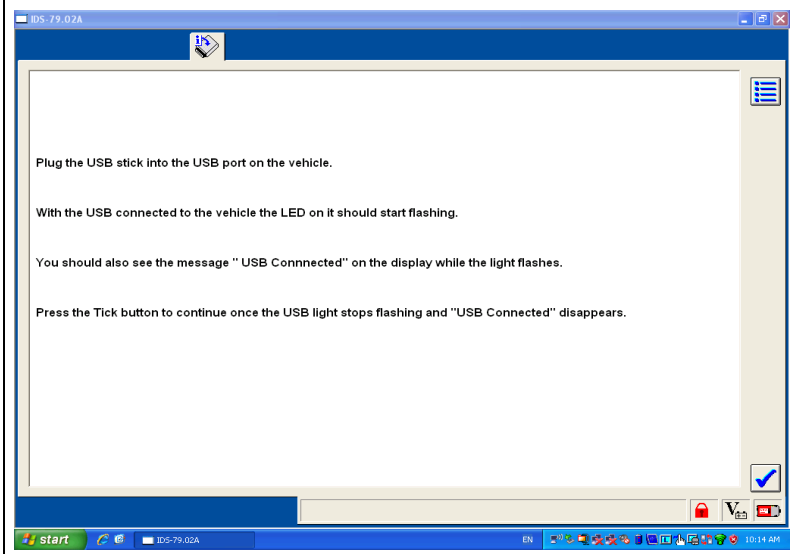 IDS-79.02A
Plug the USB stick into the USB port on the vehicle.
With the USB connected to the vehicle the LED on it should start flashing.
You should also see the message " USB Connnected" on the display while the light flashes.
Press the Tick button to continue once the USB light stops flashing and "USB Connected" disappears.
V
start IDS-79.02A EN 10:14 AM